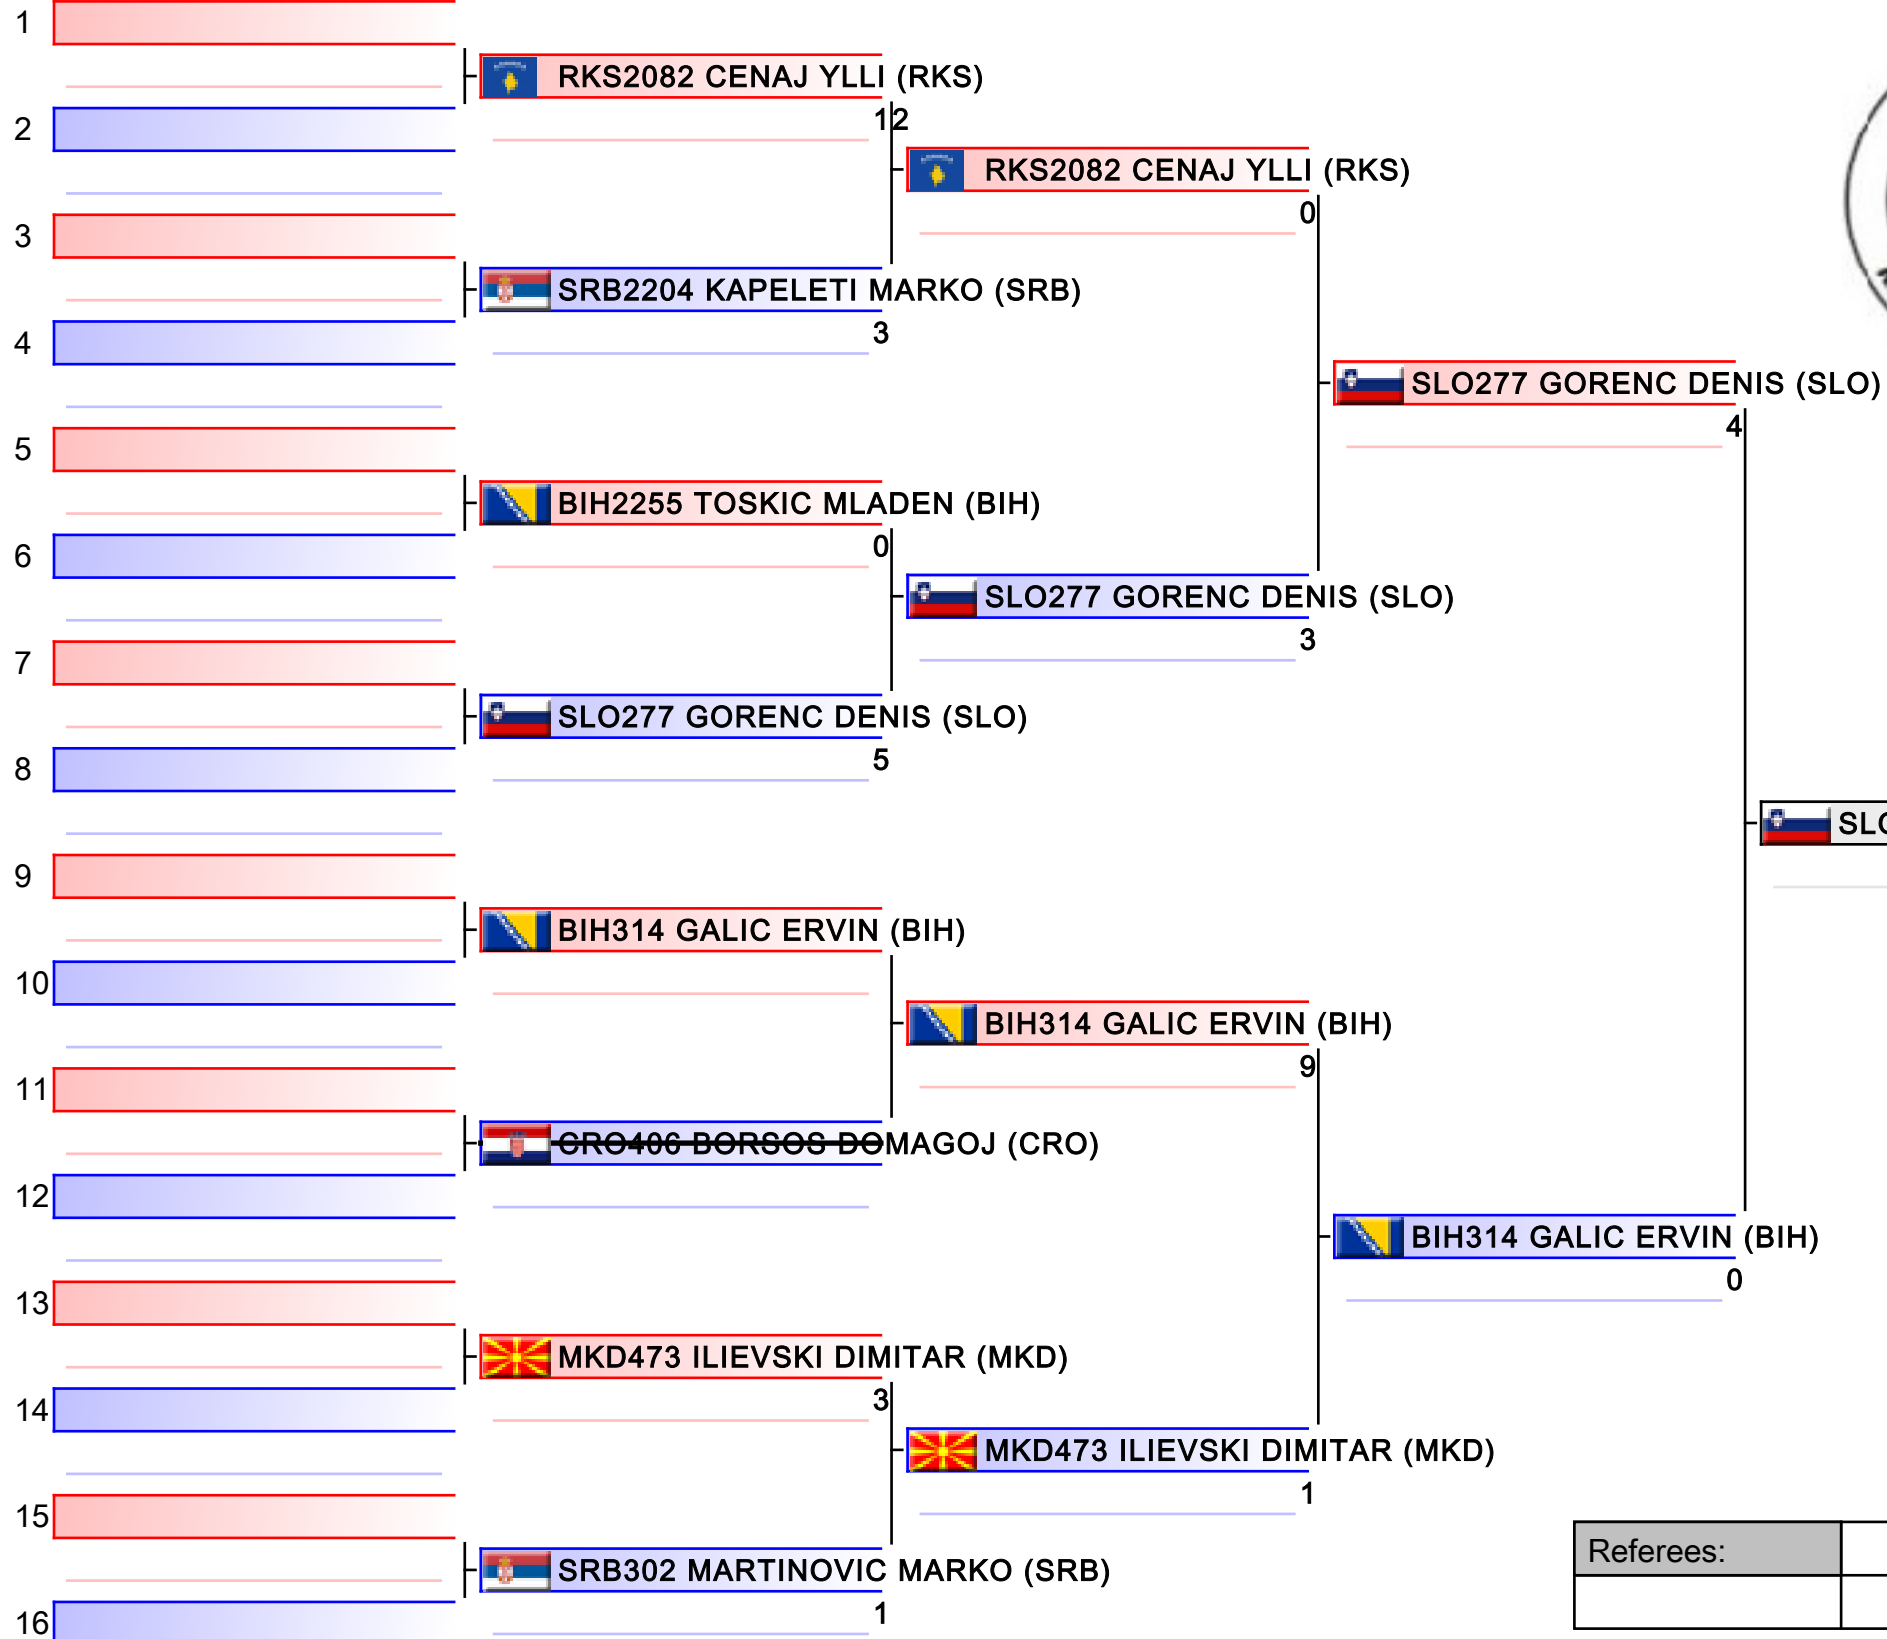 1
RKS2082 CENAJ YLLI (RKS)
12
2
RKS2082 CENAJ YLLI (RKS)
0
3
SRB2204 KAPELETI MARKO (SRB)
3
4
SLO277 GORENC DENIS (SLO)
4
5
BIH2255 TOSKIC MLADEN (BIH)
0
6
SLO277 GORENC DENIS (SLO)
3
7
SLO277 GORENC DENIS (SLO)
5
8
9
BIH314 GALIC ERVIN (BIH)
10
BIH314 GALIC ERVIN (BIH)
9
11
CRO406 BORSOS DOMAGOJ (CRO)
12
BIH314 GALIC ERVIN (BIH)
0
13
MKD473 ILIEVSKI DIMITAR (MKD)
3
14
MKD473 ILIEVSKI DIMITAR (MKD)
1
15
Referees:
SRB302 MARTINOVIC MARKO (SRB)
1
16